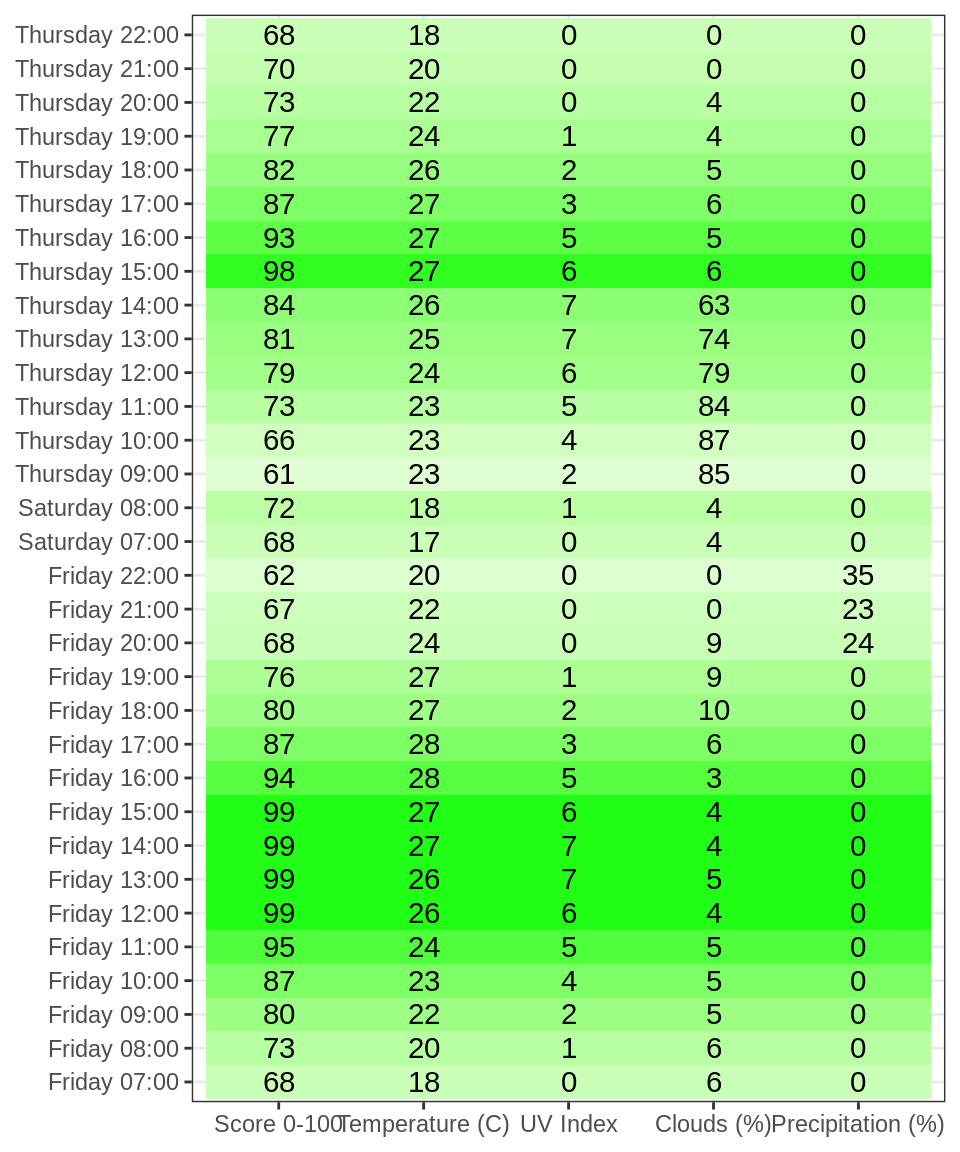 Thursday 22:00 68 18 0 0 0
Thursday 21:00 70 20 0 0 0
Thursday 20:00 73 22 0 4 0
Thursday 19:00 77 24 1 4 0
Thursday 18:00 82 26 2 5 0
Thursday 17:00 87 27 3 6 0
Thursday 16:00 93 27 5 5 0
Thursday 15:00 98 27 6 6 0
Thursday 14:00 84 26 7 63 0
Thursday 13:00 81 25 7 74 0
Thursday 12:00 79 24 6 79 0
Thursday 11:00 73 23 5 84 0
Thursday 10:00 66 23 4 87 0
Thursday 09:00 61 23 2 85 0
Saturday 08:00 72 18 1 4 0
Saturday 07:00 68 17 0 4 0
Friday 22:00 62 20 0 0 35
Friday 21:00 67 22 0 0 23
Friday 20:00 68 24 0 9 24
Friday 19:00 76 27 1 9 0
Friday 18:00 80 27 2 10 0
Friday 17:00 87 28 3 6 0
Friday 16:00 94 28 5 3 0
Friday 15:00 99 27 6 4 0
Friday 14:00 99 27 7 4 0
Friday 13:00 99 26 7 5 0
Friday 12:00 99 26 6 4 0
Friday 11:00 95 24 5 5 0
Friday 10:00 87 23 4 5 0
Friday 09:00 80 22 2 5 0
Friday 08:00 73 20 1 6 0
Friday 07:00 68 18 0 6 0
Score 0-100 Temperature (C) UV Index Clouds (%) Precipitation (%)